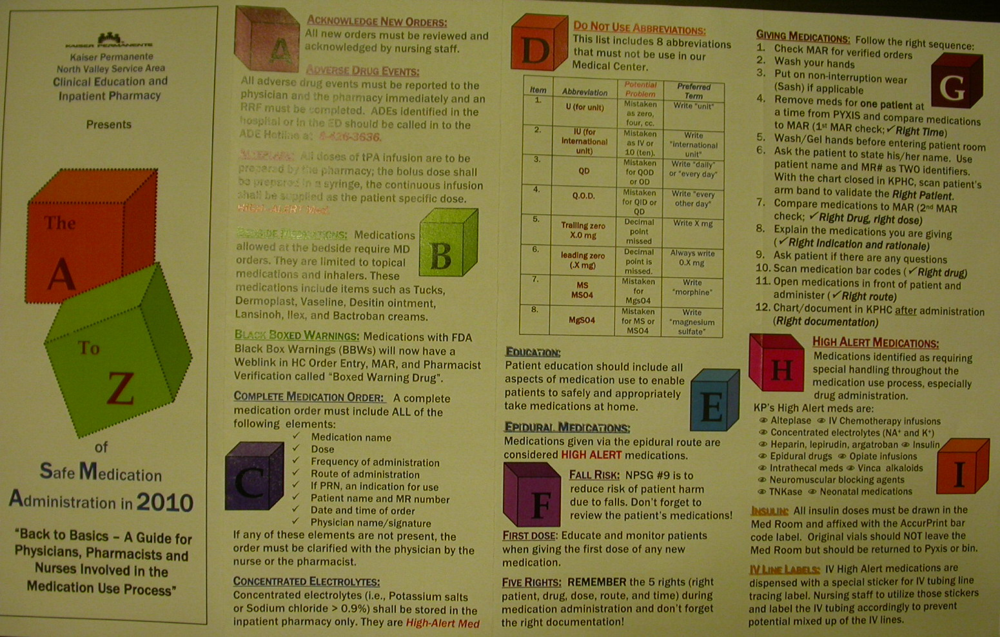 KAISER PERMANENTE
Kaiser Permanente
North Valley Service Area
Clinical Education and
Inpatient Pharmacy
Presents
The
A
To
Z
of
Safe Medication
Administration in 2010
"Back to Basics – A Guide for
Physicians, Pharmacists and
Nurses Involved in the
Medication Use Process"
A
ACKNOWLEDGE NEW ORDERS:
All new orders must be reviewed and
acknowledged by nursing staff.
ADVERSE DRUG EVENTS:
All adverse drug events must be reported to the
physician and the pharmacy immediately and an
RRF must be completed. ADEs identified in the
hospital or in the ED should be called in to the
ADE Hotline at 8-426-3636.
ALTEPLASE: All doses of tPA infusion are to be
prepared by the pharmacy; the bolus dose shall
be prepared in a syringe, the continuous infusion
shall be supplied as the patient specific dose.
HIGH -ALERT Med.
B
BEDSIDE MEDICATIONS: Medications
allowed at the bedside require MD
orders. They are limited to topical
medications and inhalers. These
medications include items such as Tucks,
Dermoplast, Vaseline, Desitin ointment,
Lansinoh, Ilex, and Bactroban creams.
BLACK BOXED WARNINGS: Medications with FDA
Black Box Warnings (BBWs) will now have a
Weblink in HC Order Entry, MAR, and Pharmacist
Verification called "Boxed Warning Drug".
COMPLETE MEDICATION ORDER: A complete
medication order must include ALL of the
following elements:
C
✓ Medication name
✓ Dose
✓ Frequency of administration
✓ Route of administration
✓ If PRN, an indication for use
✓ Patient name and MR number
✓ Date and time of order
✓ Physician name/signature
If any of these elements are not present, the
order must be clarified with the physician by the
nurse or the pharmacist.
CONCENTRATED ELECTROLYTES:
Concentrated electrolytes (i.e., Potassium salts
or Sodium chloride > 0.9%) shall be stored in the
inpatient pharmacy only. They are High-Alert Med
D
DO NOT USE ABBREVIATIONS:
This list includes 8 abbreviations
that must not be use in our
Medical Center.
Item Abbreviation Potential Problem Preferred Term
1. U (for unit) Mistaken as zero, four, cc. Write "unit"
2. IU (for International unit) Mistaken as IV or 10 (ten). Write "international unit"
3. QD Mistaken for QOD or OD Write "daily" or "every day"
4. Q.O.D. Mistaken for QID or QD Write "every other day"
5. Trailing zero X.0 mg Decimal point missed Write X mg
6. leading zero (.X mg) Decimal point is missed. Always write 0.X mg
7. MS MSO4 Mistaken for MgsO4 Write "morphine"
8. MgSO4 Mistaken for MS or MSO4 Write "magnesium sulfate"
EDUCATION:
Patient education should include all
aspects of medication use to enable
patients to safely and appropriately
take medications at home.
E
EPIDURAL MEDICATIONS:
Medications given via the epidural route are
considered HIGH ALERT medications.
F
FALL RISK: NPSG #9 is to
reduce risk of patient harm
due to falls. Don't forget to
review the patient's medications!
FIRST DOSE: Educate and monitor patients
when giving the first dose of any new
medication.
FIVE RIGHTS: REMEMBER the 5 rights (right
patient, drug, dose, route, and time) during
medication administration and don't forget
the right documentation!
GIVING MEDICATIONS: Follow the right sequence:
G
1. Check MAR for verified orders
2. Wash your hands
3. Put on non-interruption wear
(Sash) if applicable
4. Remove meds for one patient at
a time from PYXIS and compare medications
to MAR (1st MAR check; ✓Right Time)
5. Wash/Gel hands before entering patient room
6. Ask the patient to state his/her name. Use
patient name and MR# as TWO identifiers.
With the chart closed in KPHC, scan patient's
arm band to validate the Right Patient.
7. Compare medications to MAR (2nd MAR
check; ✓Right Drug, right dose)
8. Explain the medications you are giving
(✓Right Indication and rationale)
9. Ask patient if there are any questions
10. Scan medication bar codes (✓Right drug)
11. Open medications in front of patient and
administer (✓Right route)
12. Chart/document in KPHC after administration
(Right documentation)
H
HIGH ALERT MEDICATIONS:
Medications identified as requiring
special handling throughout the
medication use process, especially
drug administration.
KP's High Alert meds are:
Alteplase IV Chemotherapy infusions
Concentrated electrolytes (NA+ and K+)
Heparin, lepirudin, argatroban Insulin
Epidural drugs Opiate infusions
Intrathecal meds Vinca alkaloids
Neuromuscular blocking agents
TNKase Neonatal medications
I
INSULIN: All insulin doses must be drawn in the
Med Room and affixed with the AccurPrint bar
code label. Original vials should NOT leave the
Med Room but should be returned to Pyxis or bin.
IV LINE LABELS: IV High Alert medications are
dispensed with a special sticker for IV tubing line
tracing label. Nursing staff to utilize those stickers
and label the IV tubing accordingly to prevent
potential mixed up of the IV lines.